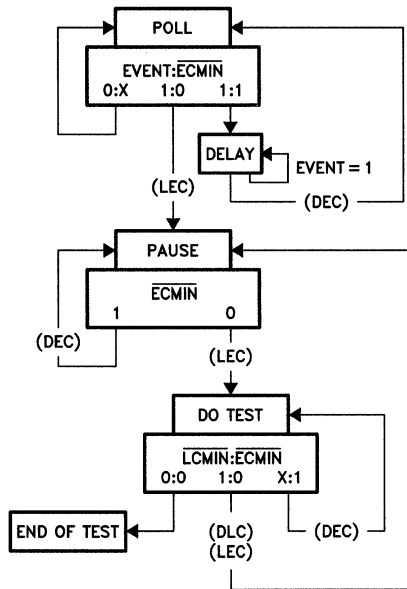 POLL
EVENT:ECMIN
0:X 1:0 1:1
DELAY
EVENT = 1
(LEC)
(DEC)
PAUSE
ECMIN
1 0
(DEC)
(LEC)
DO TEST
LCMIN:ECMIN
0:0 1:0 X:1
END OF TEST
(DLC)
(LEC)
(DEC)